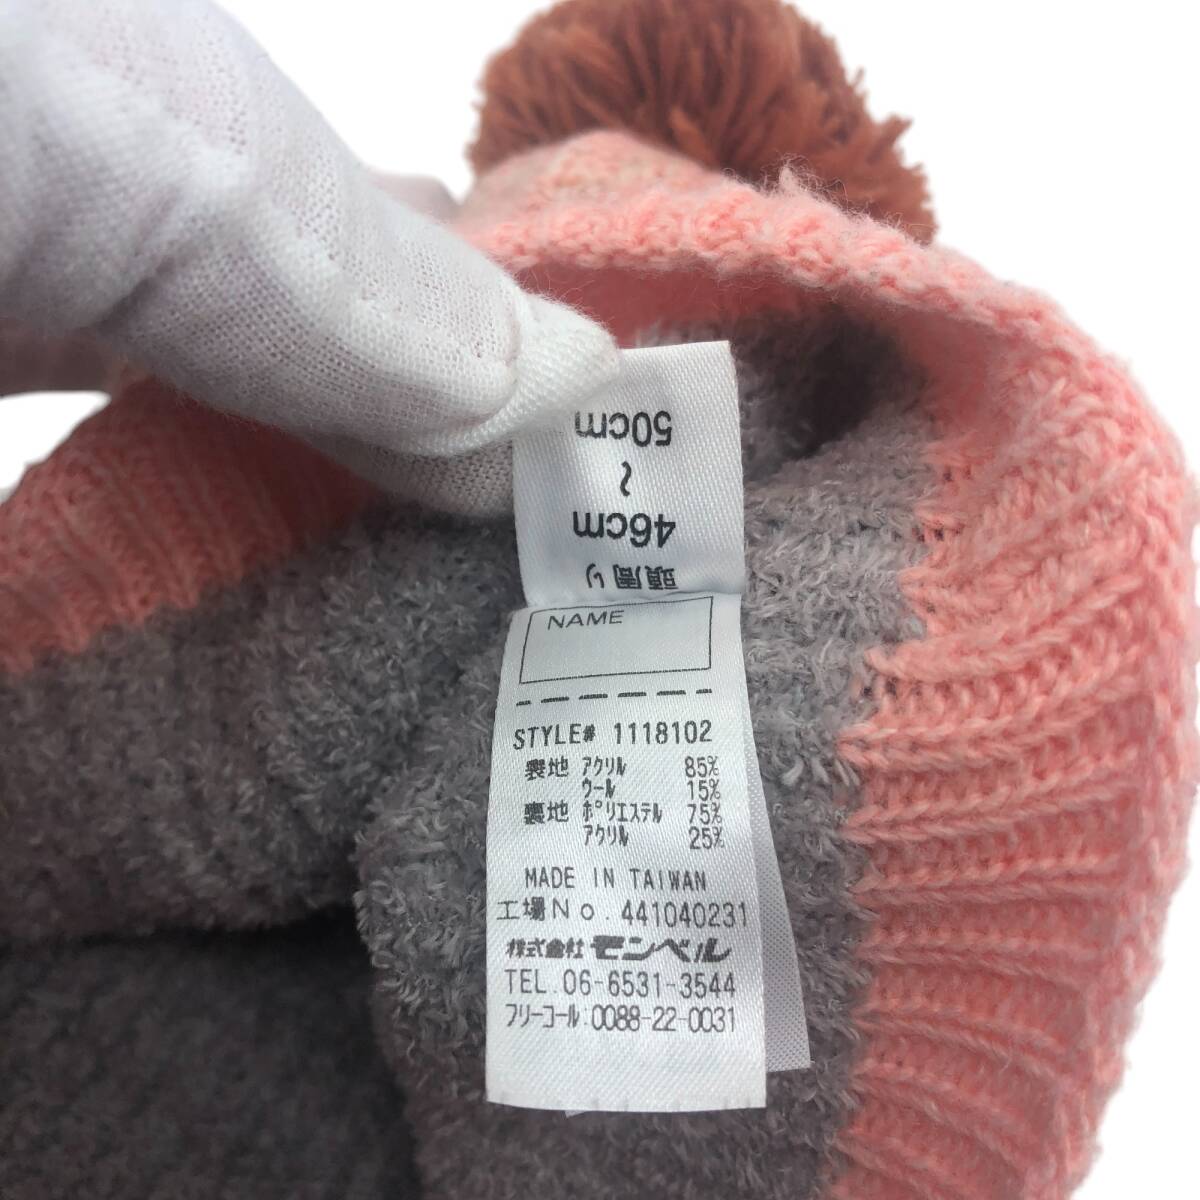 頭周り
46cm
~
50cm
NAME
STYLE# 1118102
表地 アクリル 85%
ウール 15%
裏地 ポリエステル 75%
アクリル 25%
MADE IN TAIWAN
工場No. 441040231
株式会社 モンベル
TEL.06-6531-3544
フリーコール:0088-22-0031